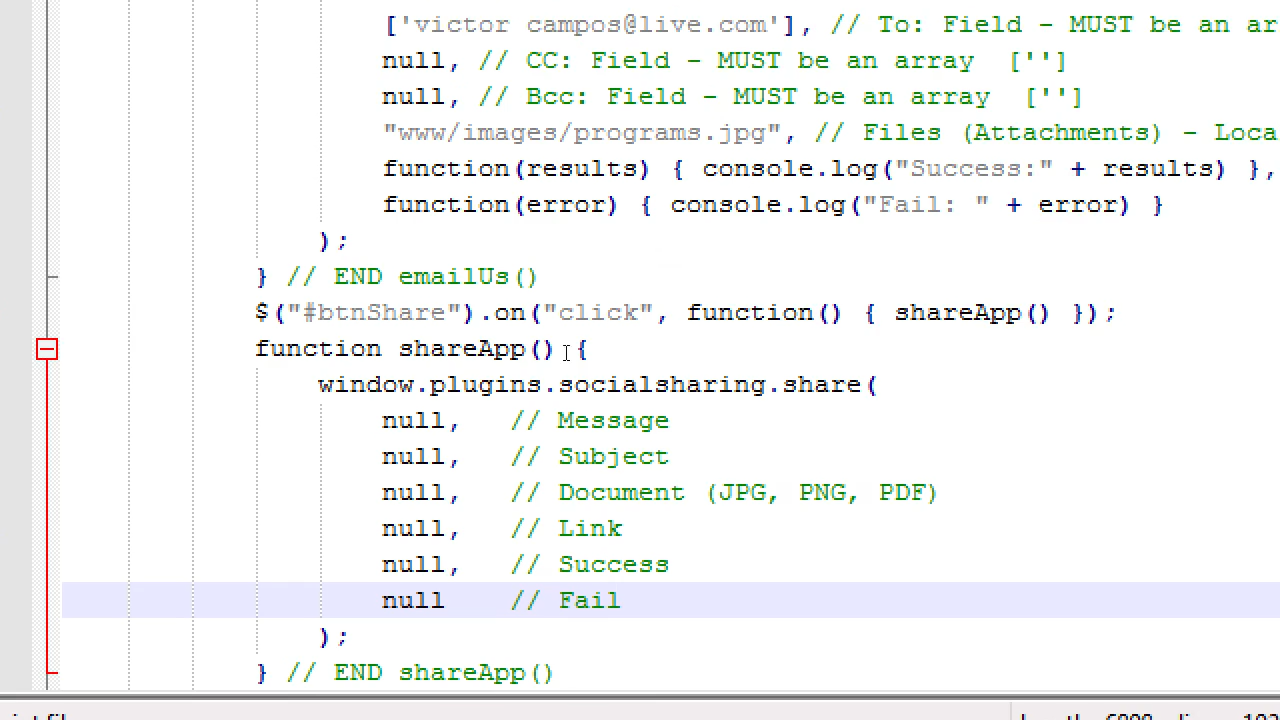 ['victor campos@live.com'], // To: Field - MUST be an ar
null, // CC: Field - MUST be an array  ['']
null, // Bcc: Field - MUST be an array  ['']
"www/images/programs.jpg", // Files (Attachments) - Loca
function(results) { console.log("Success:" + results) },
function(error) { console.log("Fail: " + error) }
);
} // END emailUs()
$("#btnShare").on("click", function() { shareApp() });
function shareApp() {
window.plugins.socialsharing.share(
null,   // Message
null,   // Subject
null,   // Document (JPG, PNG, PDF)
null,   // Link
null,   // Success
null    // Fail
);
} // END shareApp()